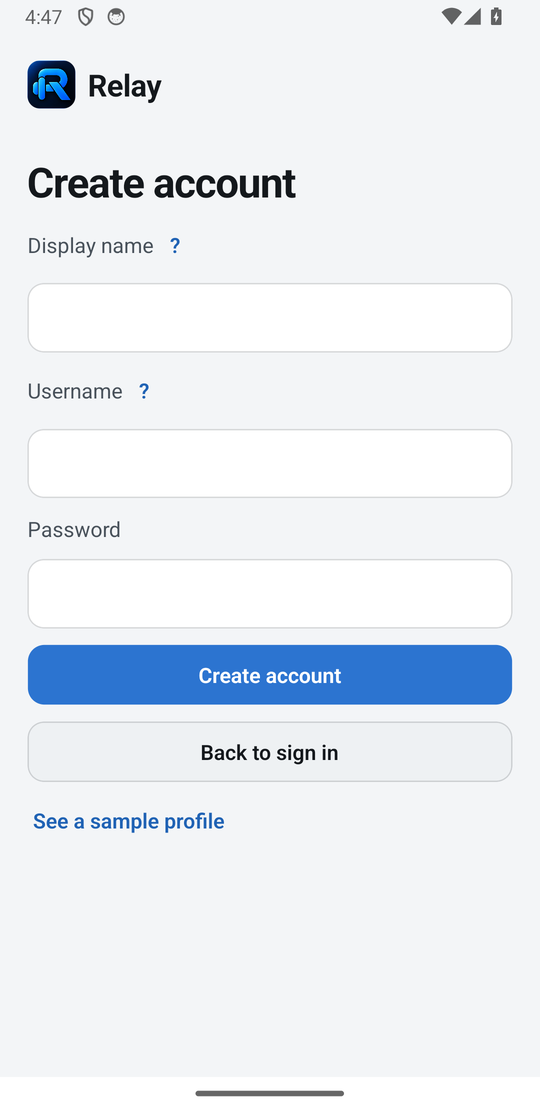 4:47
Relay
Create account
Display name ?
Username ?
Password
Create account
Back to sign in
See a sample profile